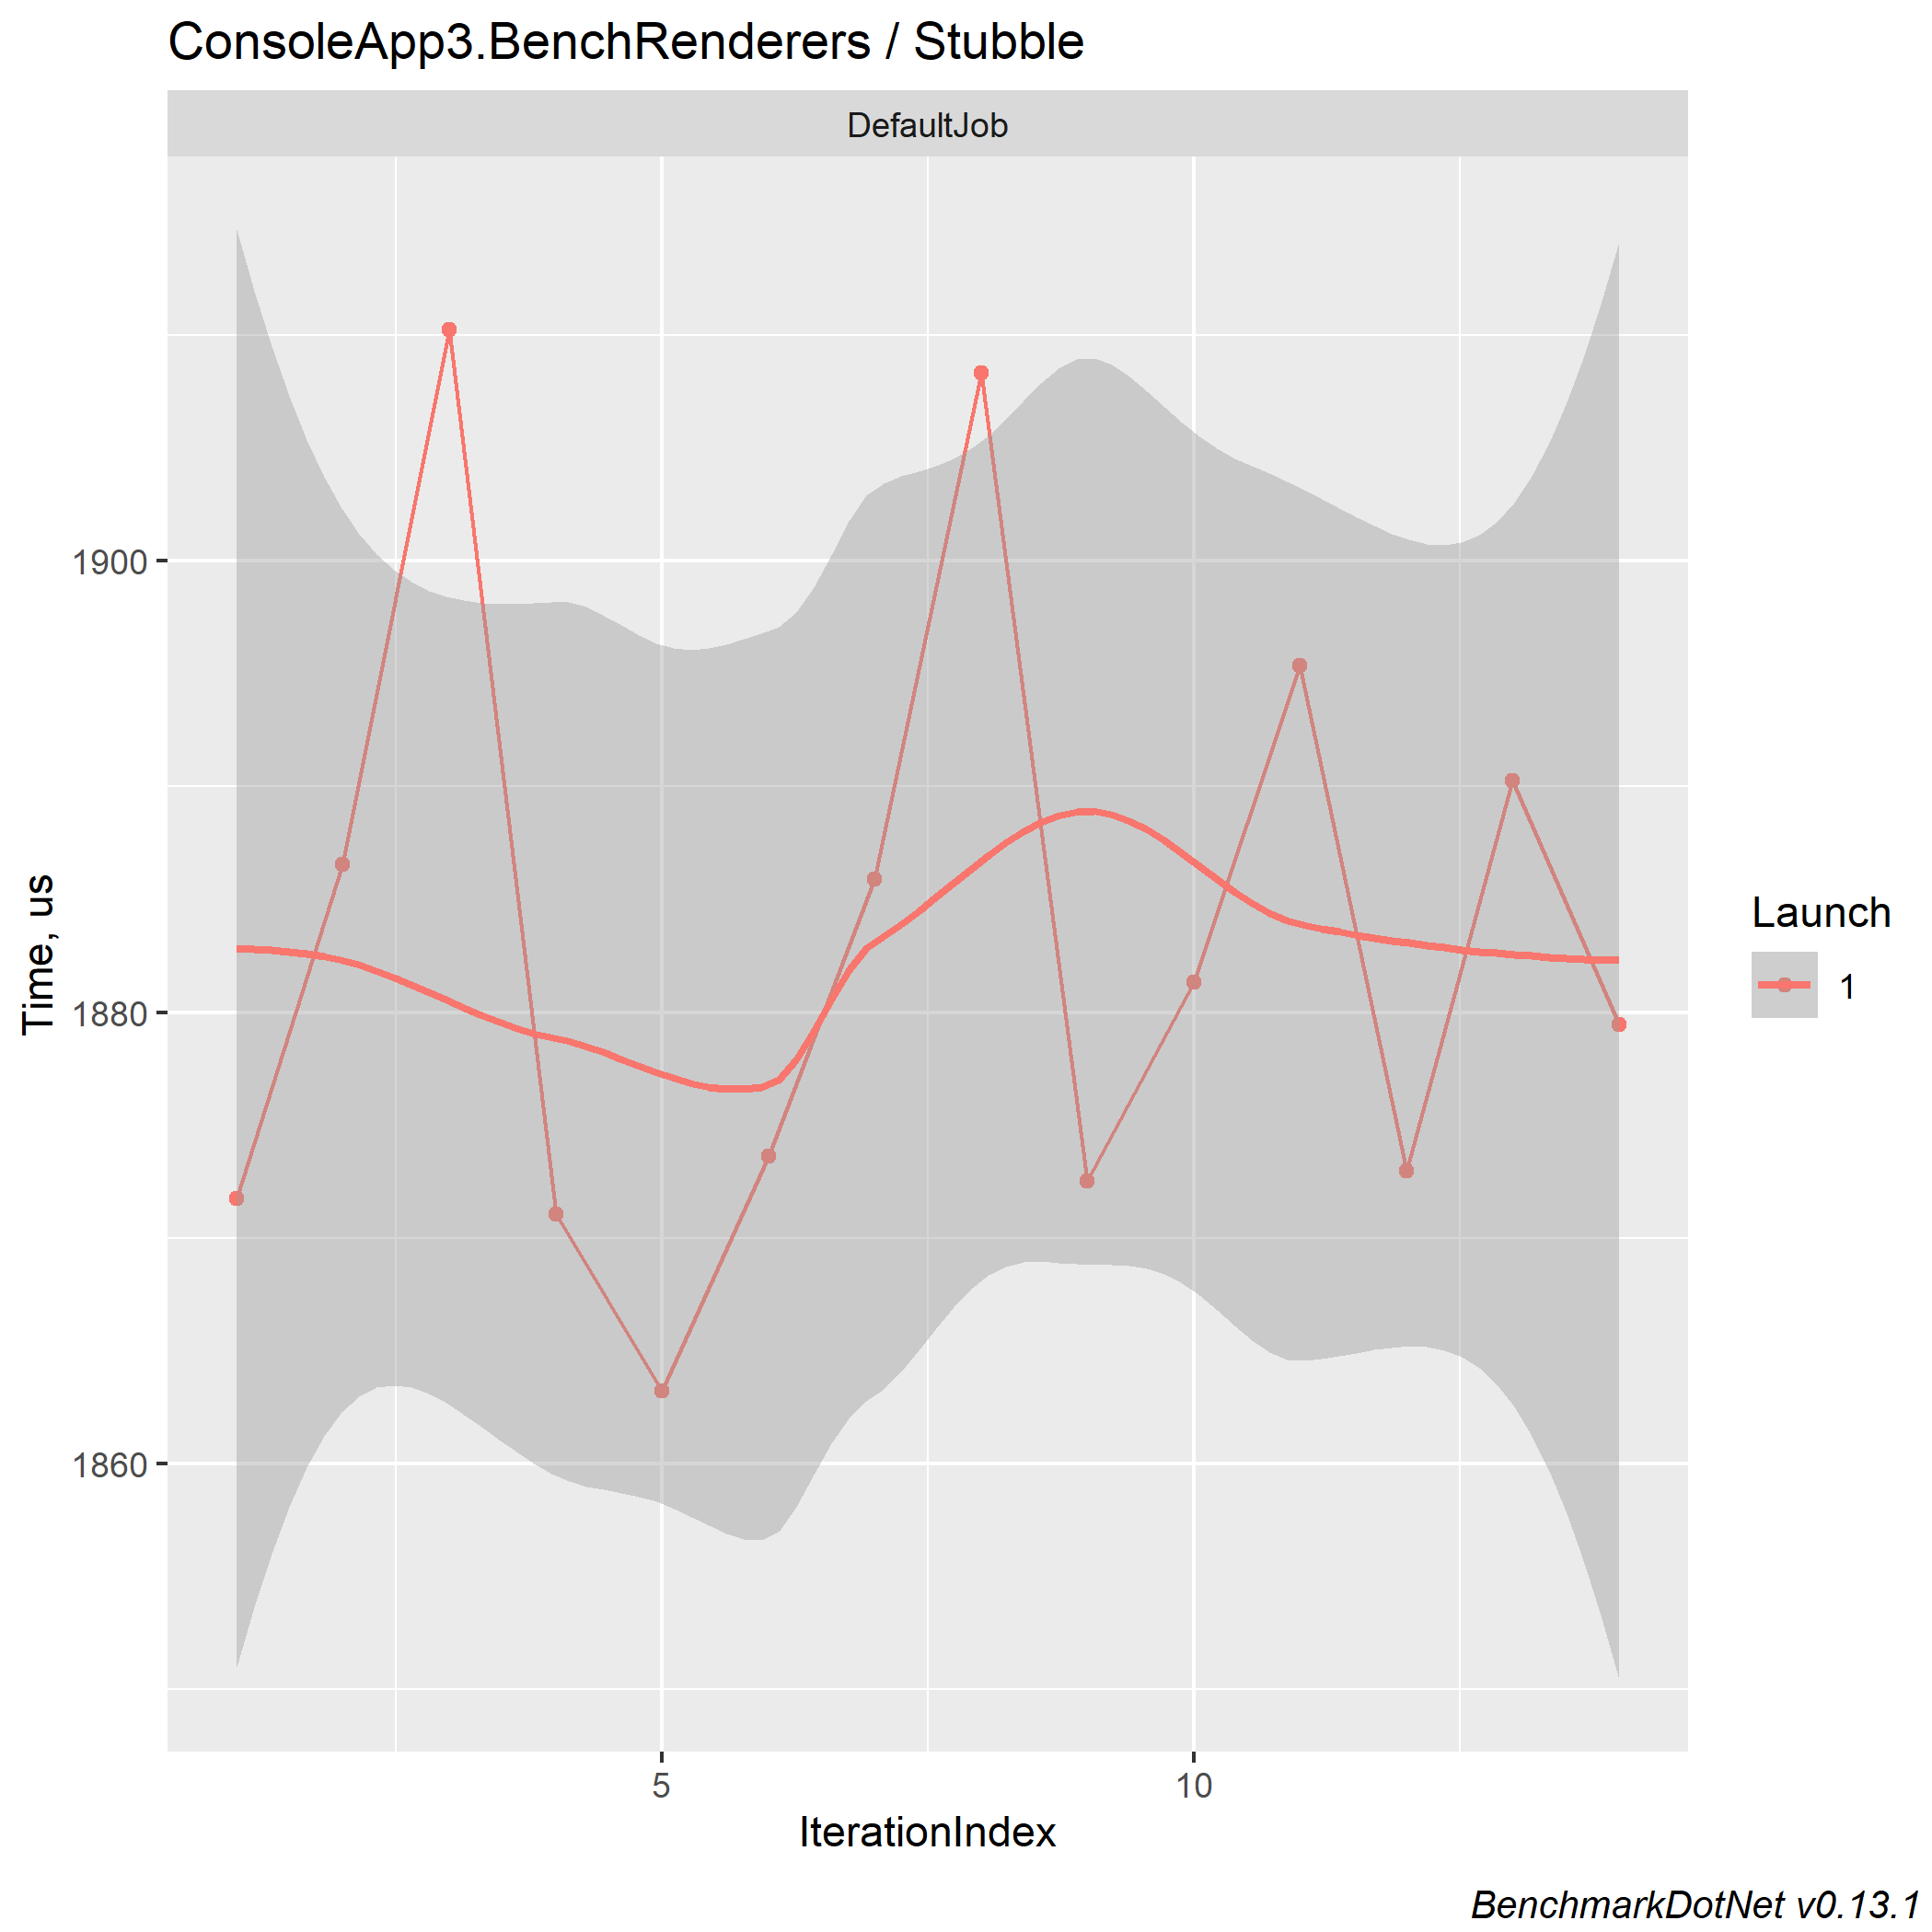 ConsoleApp3.BenchRenderers / Stubble
DefaultJob
1900
1880
1860
Time, us
5
10
IterationIndex
Launch
1
BenchmarkDotNet v0.13.1